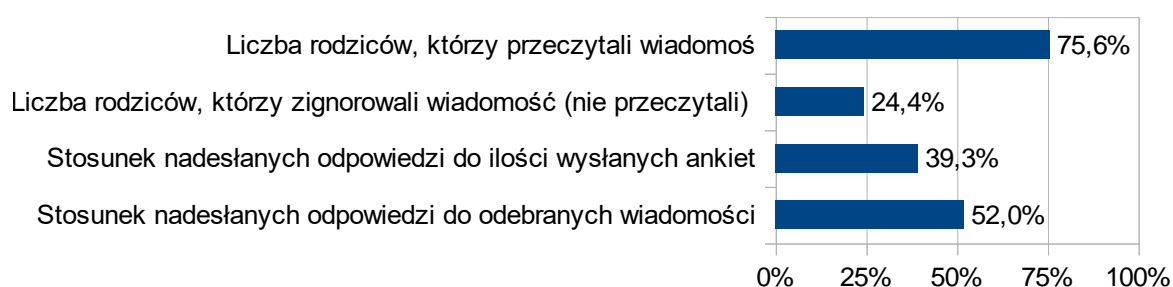 Liczba rodziców, którzy przeczytali wiadomoś 75,6%
Liczba rodziców, którzy zignorowali wiadomość (nie przeczytali) 24,4%
Stosunek nadesłanych odpowiedzi do ilości wysłanych ankiet 39,3%
Stosunek nadesłanych odpowiedzi do odebranych wiadomości 52,0%
0% 25% 50% 75% 100%